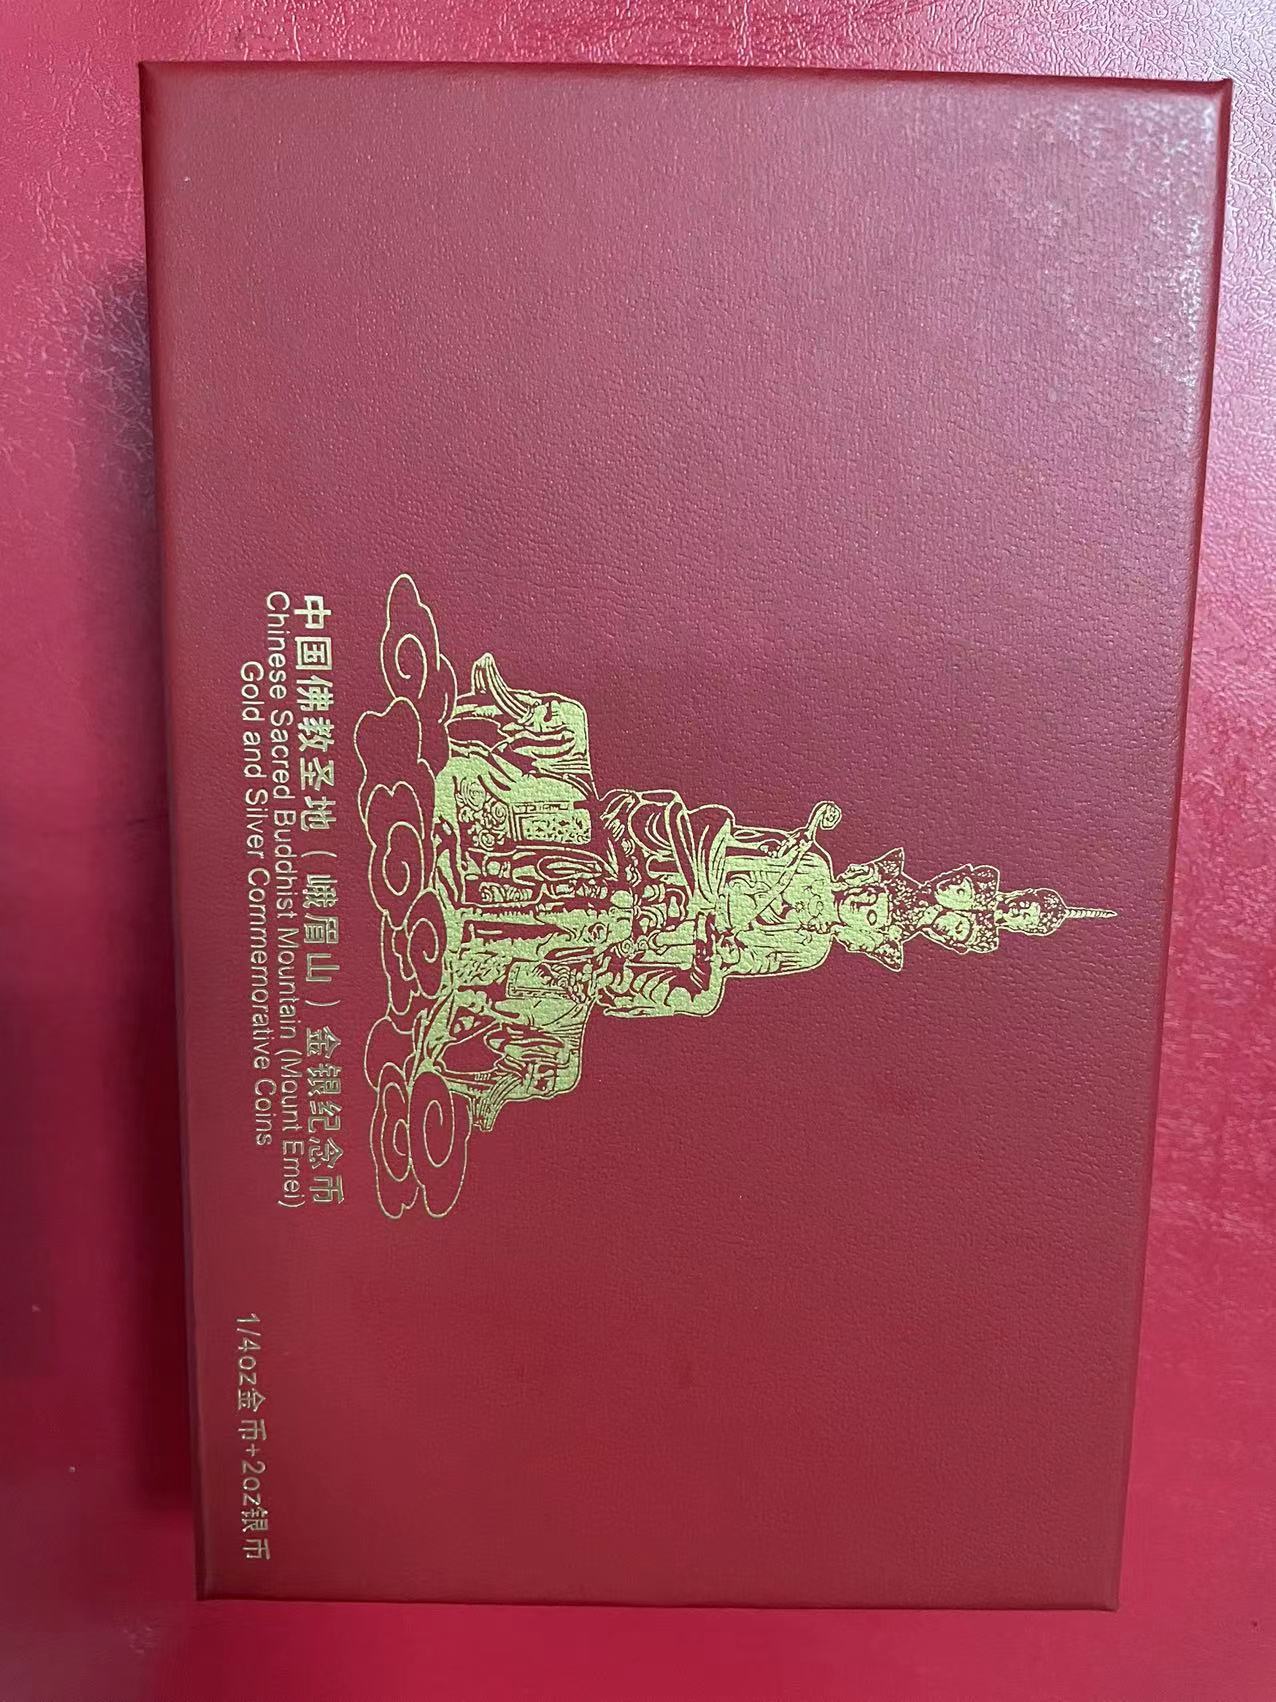 中国佛教圣地（峨眉山）金银纪念币
Chinese Sacred Buddhist Mountain (Mount Emei)
Gold and Silver Commemorative Coins
1/4oz金币+2oz银币